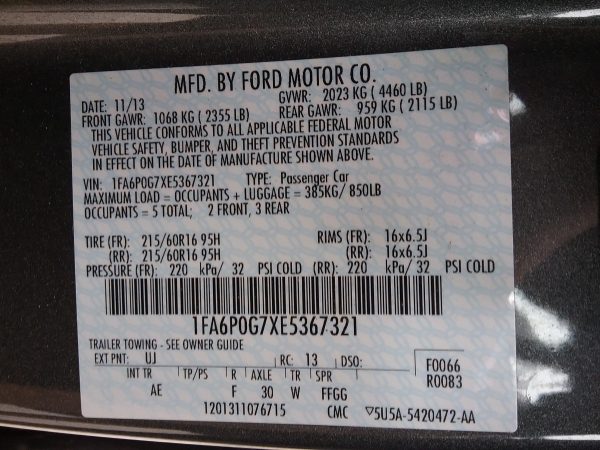 MFD. BY FORD MOTOR CO.
DATE: 11/13 GVWR: 2023 KG ( 4460 LB)
FRONT GAWR: 1068 KG ( 2355 LB) REAR GAWR: 959 KG ( 2115 LB)
THIS VEHICLE CONFORMS TO ALL APPLICABLE FEDERAL MOTOR
VEHICLE SAFETY, BUMPER, AND THEFT PREVENTION STANDARDS
IN EFFECT ON THE DATE OF MANUFACTURE SHOWN ABOVE.
VIN: 1FA6P0G7XE5367321 TYPE: Passenger Car
MAXIMUM LOAD = OCCUPANTS + LUGGAGE = 385KG/ 850LB
OCCUPANTS = 5 TOTAL; 2 FRONT, 3 REAR
TIRE (FR): 215/60R16 95H RIMS (FR): 16x6.5J
(RR): 215/60R16 95H (RR): 16x6.5J
PRESSURE (FR): 220 kPa/ 32 PSI COLD (RR): 220 kPa/ 32 PSI COLD
1FA6P0G7XE5367321
TRAILER TOWING - SEE OWNER GUIDE
EXT PNT: UJ RC: 13 DSO: F0066
R0083
INT TR TP/PS R AXLE TR SPR
AE F 30 W FFGG
1201311076715 CMC ▽5U5A-5420472-AA